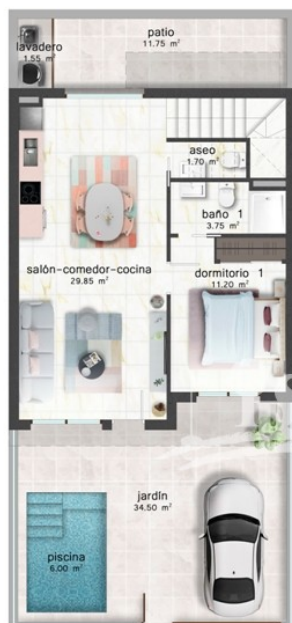 patio
11.75 m²
lavadero
1.55 m²
aseo
1.70 m²
baño 1
3.75 m²
salón-comedor-cocina
29.85 m²
dormitorio 1
11.20 m²
jardín
34.50 m²
piscina
6.00 m²